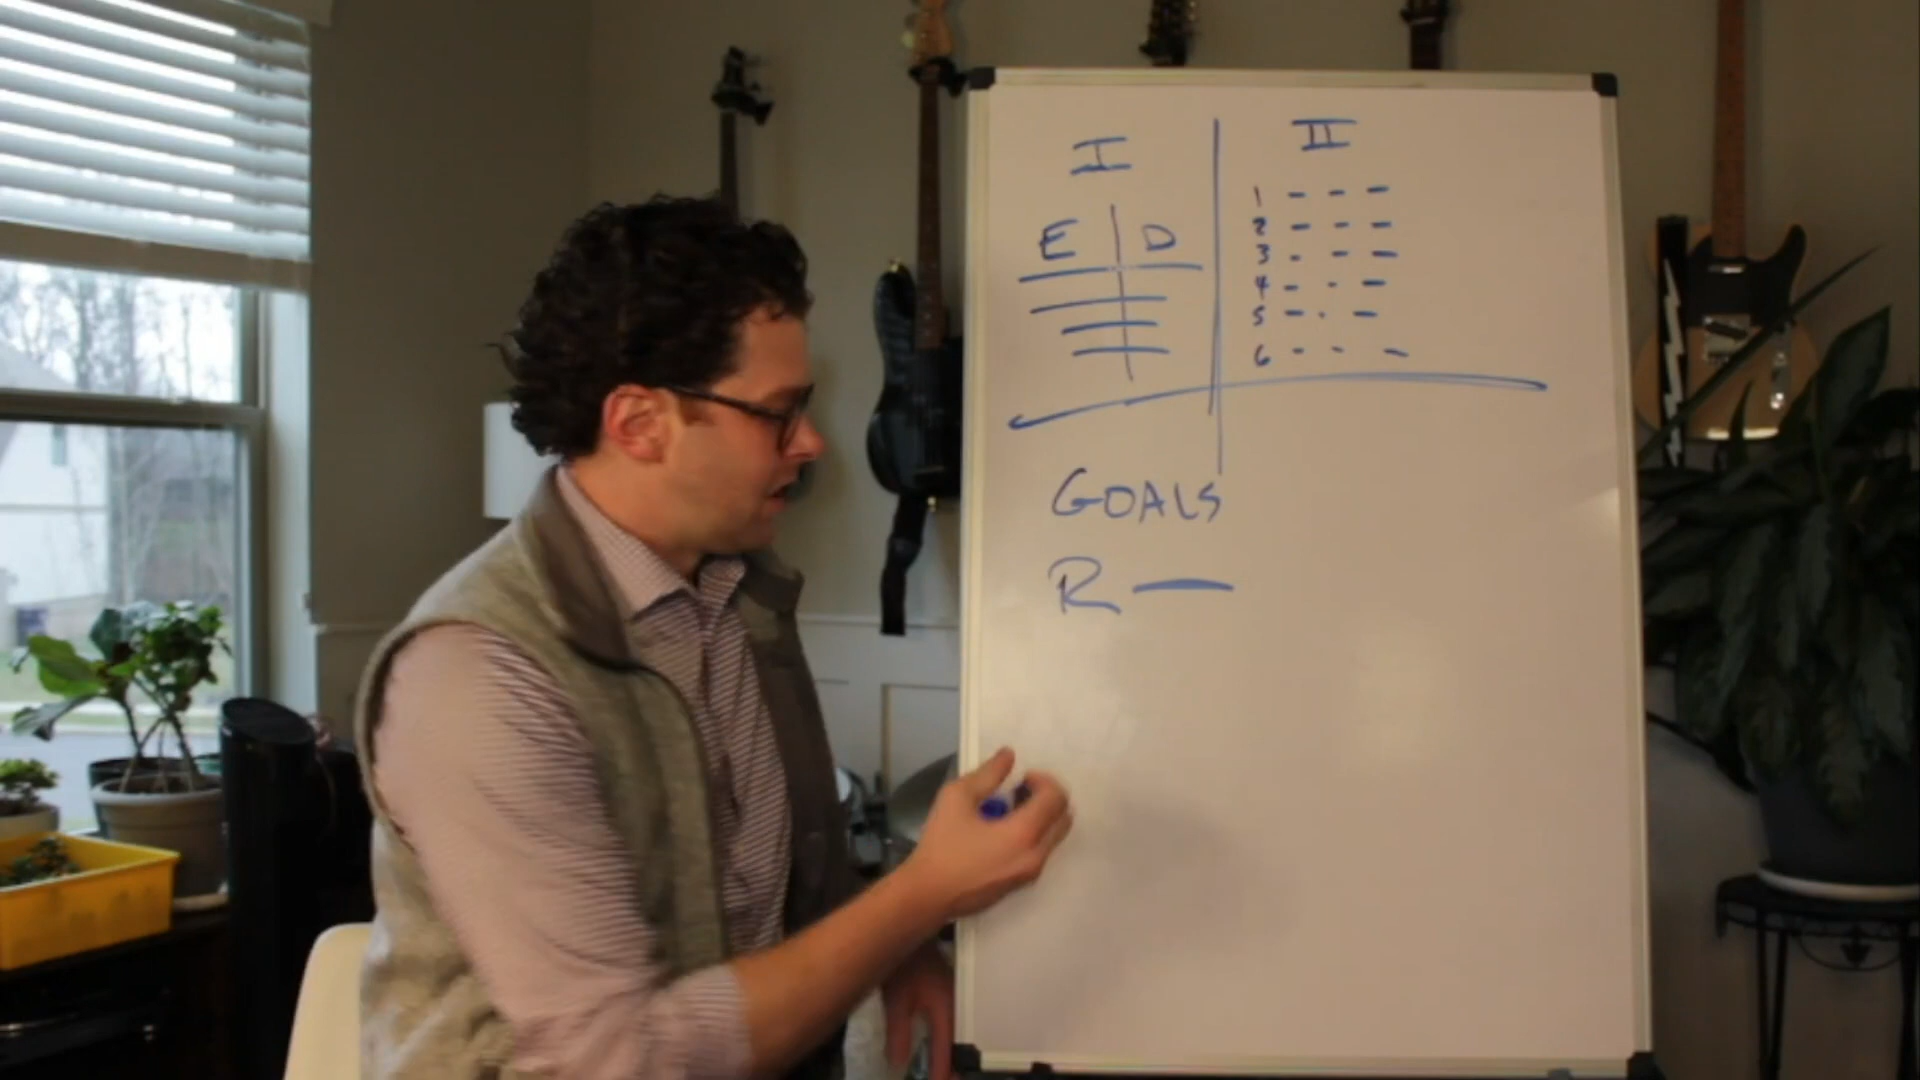 I
E D
II
1 - - -
2 - - -
3 - - -
4 - - -
5 - - -
6 - - -
GOALS
R —